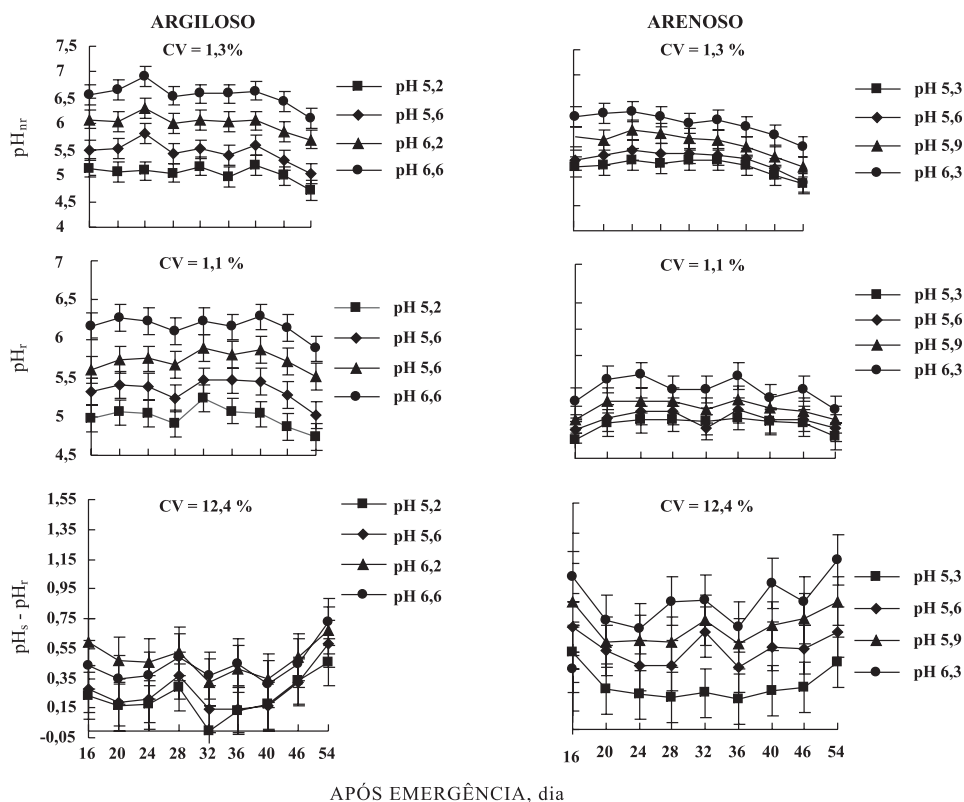 ARGILOSO
CV = 1,3%
7,5
7
6,5
6
5,5
5
4,5
4
pHnr
pH 5,2
pH 5,6
pH 6,2
pH 6,6
ARENOSO
CV = 1,3 %
pH 5,3
pH 5,6
pH 5,9
pH 6,3
CV = 1,1 %
7
6,5
6
5,5
5
4,5
pHr
pH 5,2
pH 5,6
pH 5,6
pH 6,6
CV = 1,1 %
pH 5,3
pH 5,6
pH 5,9
pH 6,3
CV = 12,4 %
1,55
1,35
1,15
0,95
0,75
0,55
0,35
0,15
-0,05
pHs - pHr
pH 5,2
pH 5,6
pH 6,2
pH 6,6
16 20 24 28 32 36 40 46 54
CV = 12,4 %
pH 5,3
pH 5,6
pH 5,9
pH 6,3
16 20 24 28 32 36 40 46 54
APÓS EMERGÊNCIA, dia